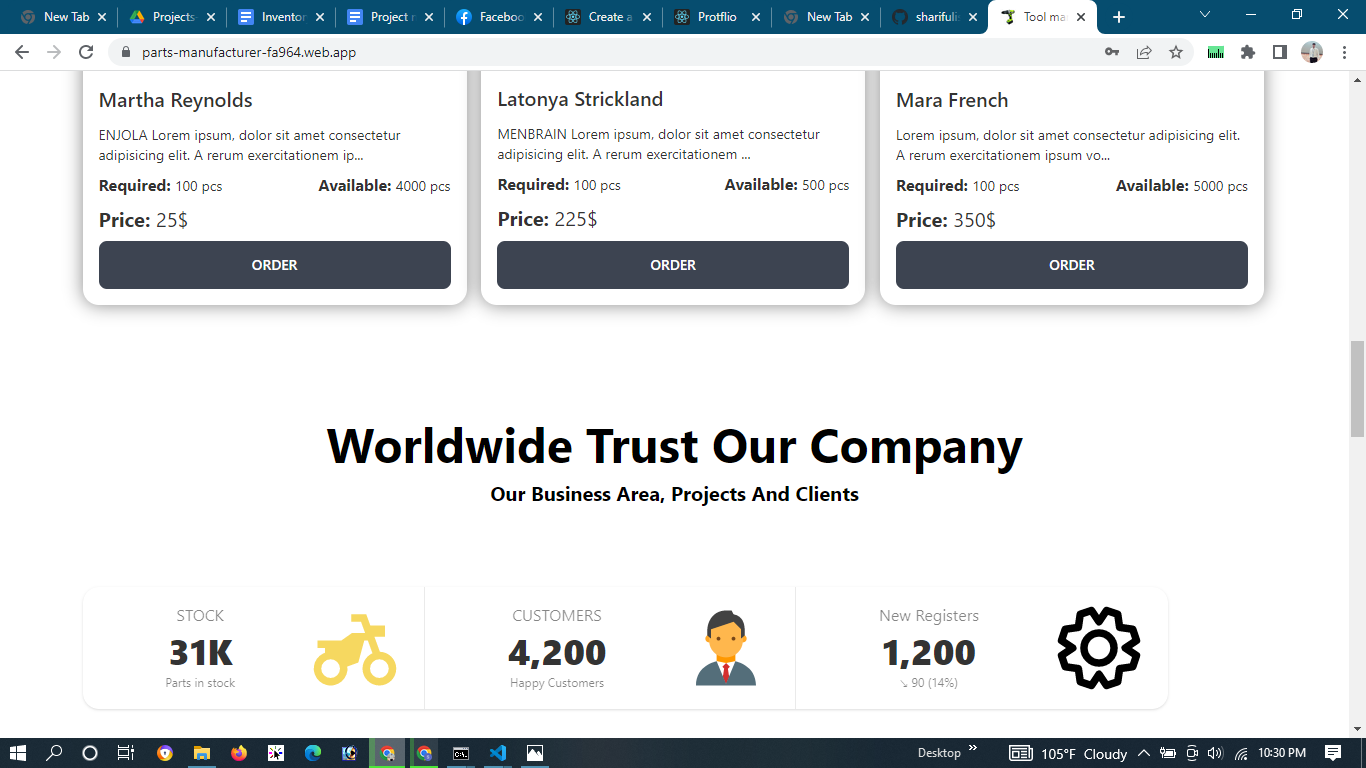 New Tab
Projects
Inventor
Project r
Faceboo
Create a
Protflio
New Tab
sharifulis
Tool ma
parts-manufacturer-fa964.web.app
Martha Reynolds
ENJOLA Lorem ipsum, dolor sit amet consectetur
adipisicing elit. A rerum exercitationem ip...
Required: 100 pcs Available: 4000 pcs
Price: 25$
ORDER
Latonya Strickland
MENBRAIN Lorem ipsum, dolor sit amet consectetur
adipisicing elit. A rerum exercitationem ...
Required: 100 pcs Available: 500 pcs
Price: 225$
ORDER
Mara French
Lorem ipsum, dolor sit amet consectetur adipisicing elit.
A rerum exercitationem ipsum vo...
Required: 100 pcs Available: 5000 pcs
Price: 350$
ORDER
Worldwide Trust Our Company
Our Business Area, Projects And Clients
STOCK
31K
Parts in stock
CUSTOMERS
4,200
Happy Customers
New Registers
1,200
↘ 90 (14%)
Desktop
105°F Cloudy
10:30 PM